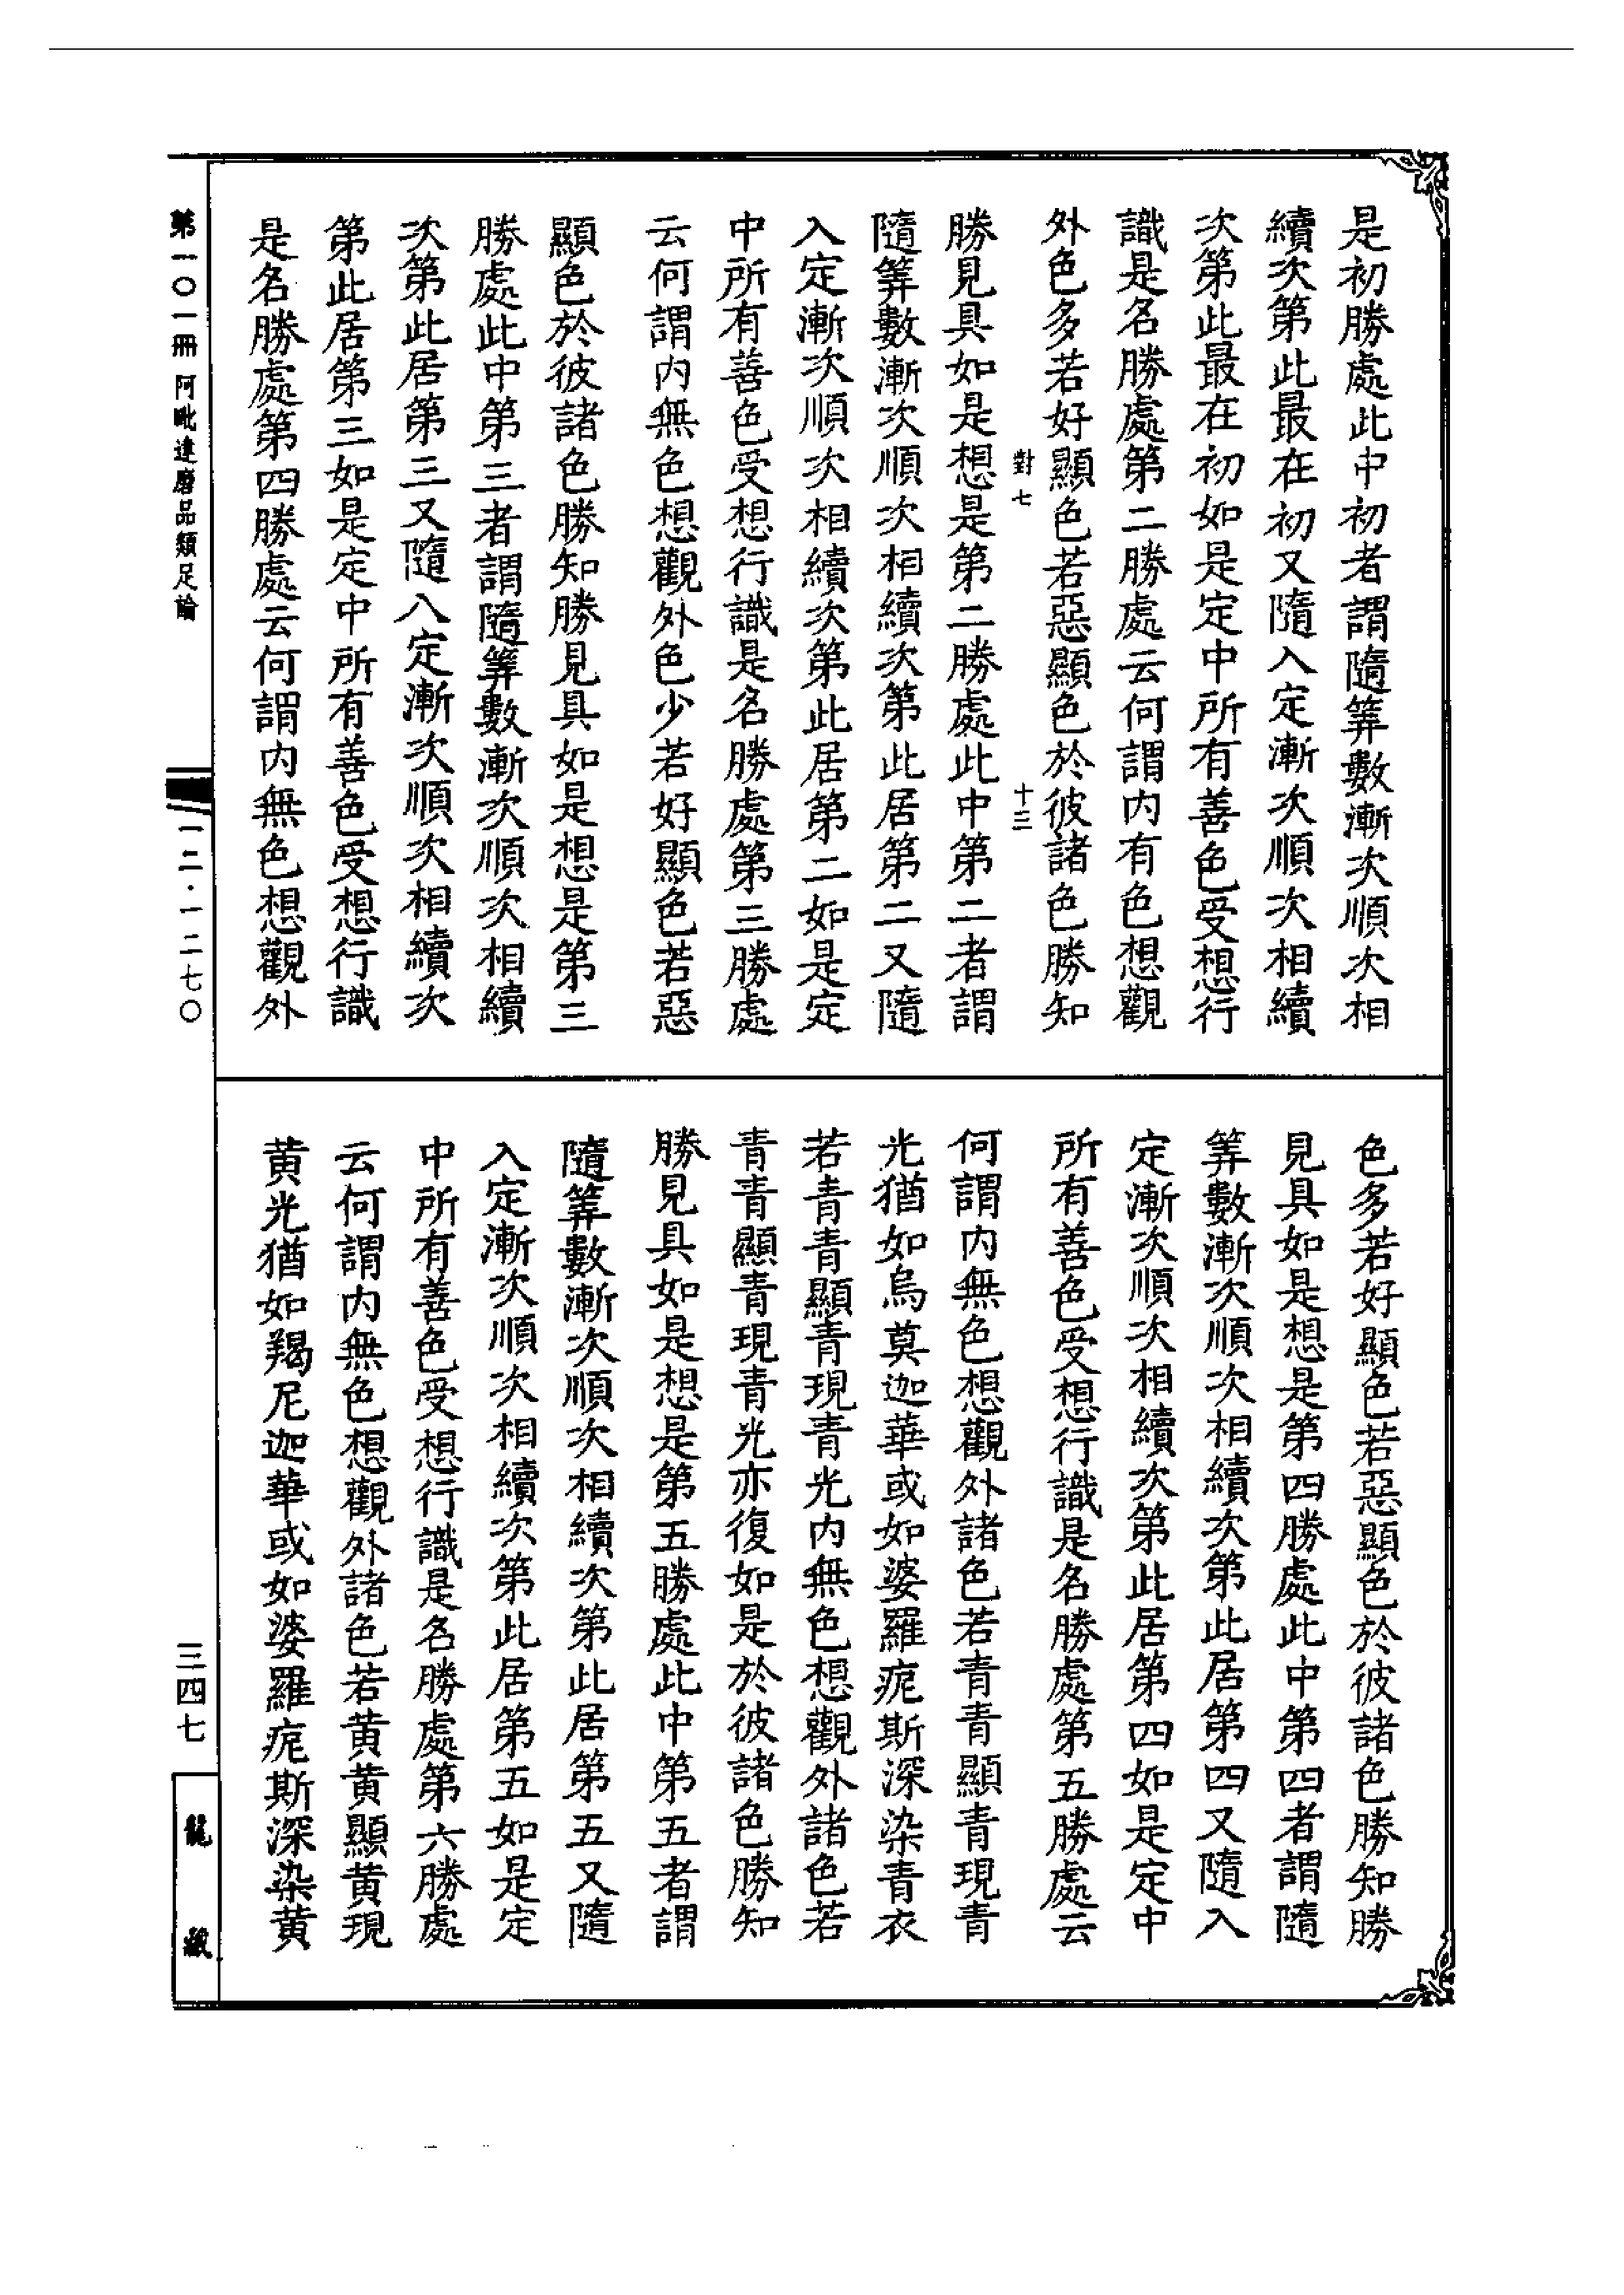 是初勝處此中初者謂隨筭數漸次順次相
續次第此最在初又隨入定漸次順次相續
次第此最在初如是定中所有善色受想行
識是名勝處第二勝處云何謂内有色想觀
外色多若好顯色若惡顯色於彼諸色勝知
對七 十三
勝見具如是想是第二勝處此中第二者謂
隨筭數漸次順次相續次第此居第二又隨
入定漸次順次相續次第此居第二如是定
中所有善色受想行識是名勝處第三勝處
云何謂内無色想觀外色少若好顯色若惡
顯色於彼諸色勝知勝見具如是想是第三
勝處此中第三者謂隨筭數漸次順次相續
次第此居第三又隨入定漸次順次相續次
第此居第三如是定中所有善色受想行識
是名勝處第四勝處云何謂内無色想觀外
色多若好顯色若惡顯色於彼諸色勝知勝
見具如是想是第四勝處此中第四者謂隨
筭數漸次順次相續次第此居第四又隨入
定漸次順次相續次第此居第四如是定中
所有善色受想行識是名勝處第五勝處云
何謂内無色想觀外諸色若青青顯青現青
光猶如烏莫迦華或如婆羅痆斯深染青衣
若青青顯青現青光内無色想觀外諸色若
青青顯青現青光亦復如是於彼諸色勝知
勝見具如是想是第五勝處此中第五者謂
隨筭數漸次順次相續次第此居第五又隨
入定漸次順次相續次第此居第五如是定
中所有善色受想行識是名勝處第六勝處
云何謂内無色想觀外諸色若黄黄顯黄現
黄光猶如羯尼迦華或如婆羅痆斯深染黄
第一〇一冊 阿毗達磨品類足論
一二·一二七〇
三四七
龍藏